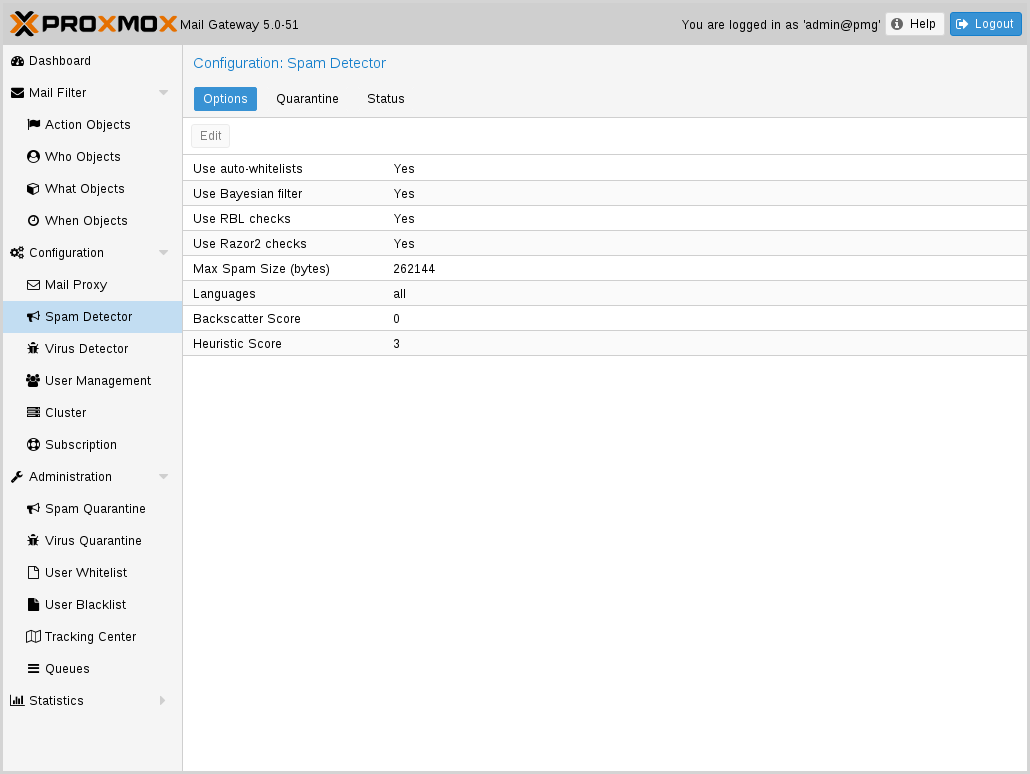 PROXMOX Mail Gateway 5.0-51 You are logged in as 'admin@pmg' Help Logout
Dashboard
Mail Filter
Action Objects
Who Objects
What Objects
When Objects
Configuration
Mail Proxy
Spam Detector
Virus Detector
User Management
Cluster
Subscription
Administration
Spam Quarantine
Virus Quarantine
User Whitelist
User Blacklist
Tracking Center
Queues
Statistics
Configuration: Spam Detector
Options Quarantine Status
Edit
Use auto-whitelists Yes
Use Bayesian filter Yes
Use RBL checks Yes
Use Razor2 checks Yes
Max Spam Size (bytes) 262144
Languages all
Backscatter Score 0
Heuristic Score 3